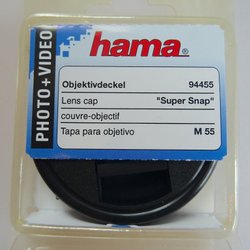 PHOTO+VIDEO
hama®
Objektivdeckel 94455
Lens cap "Super Snap"
couvre-objectif
Tapa para objetivo M 55